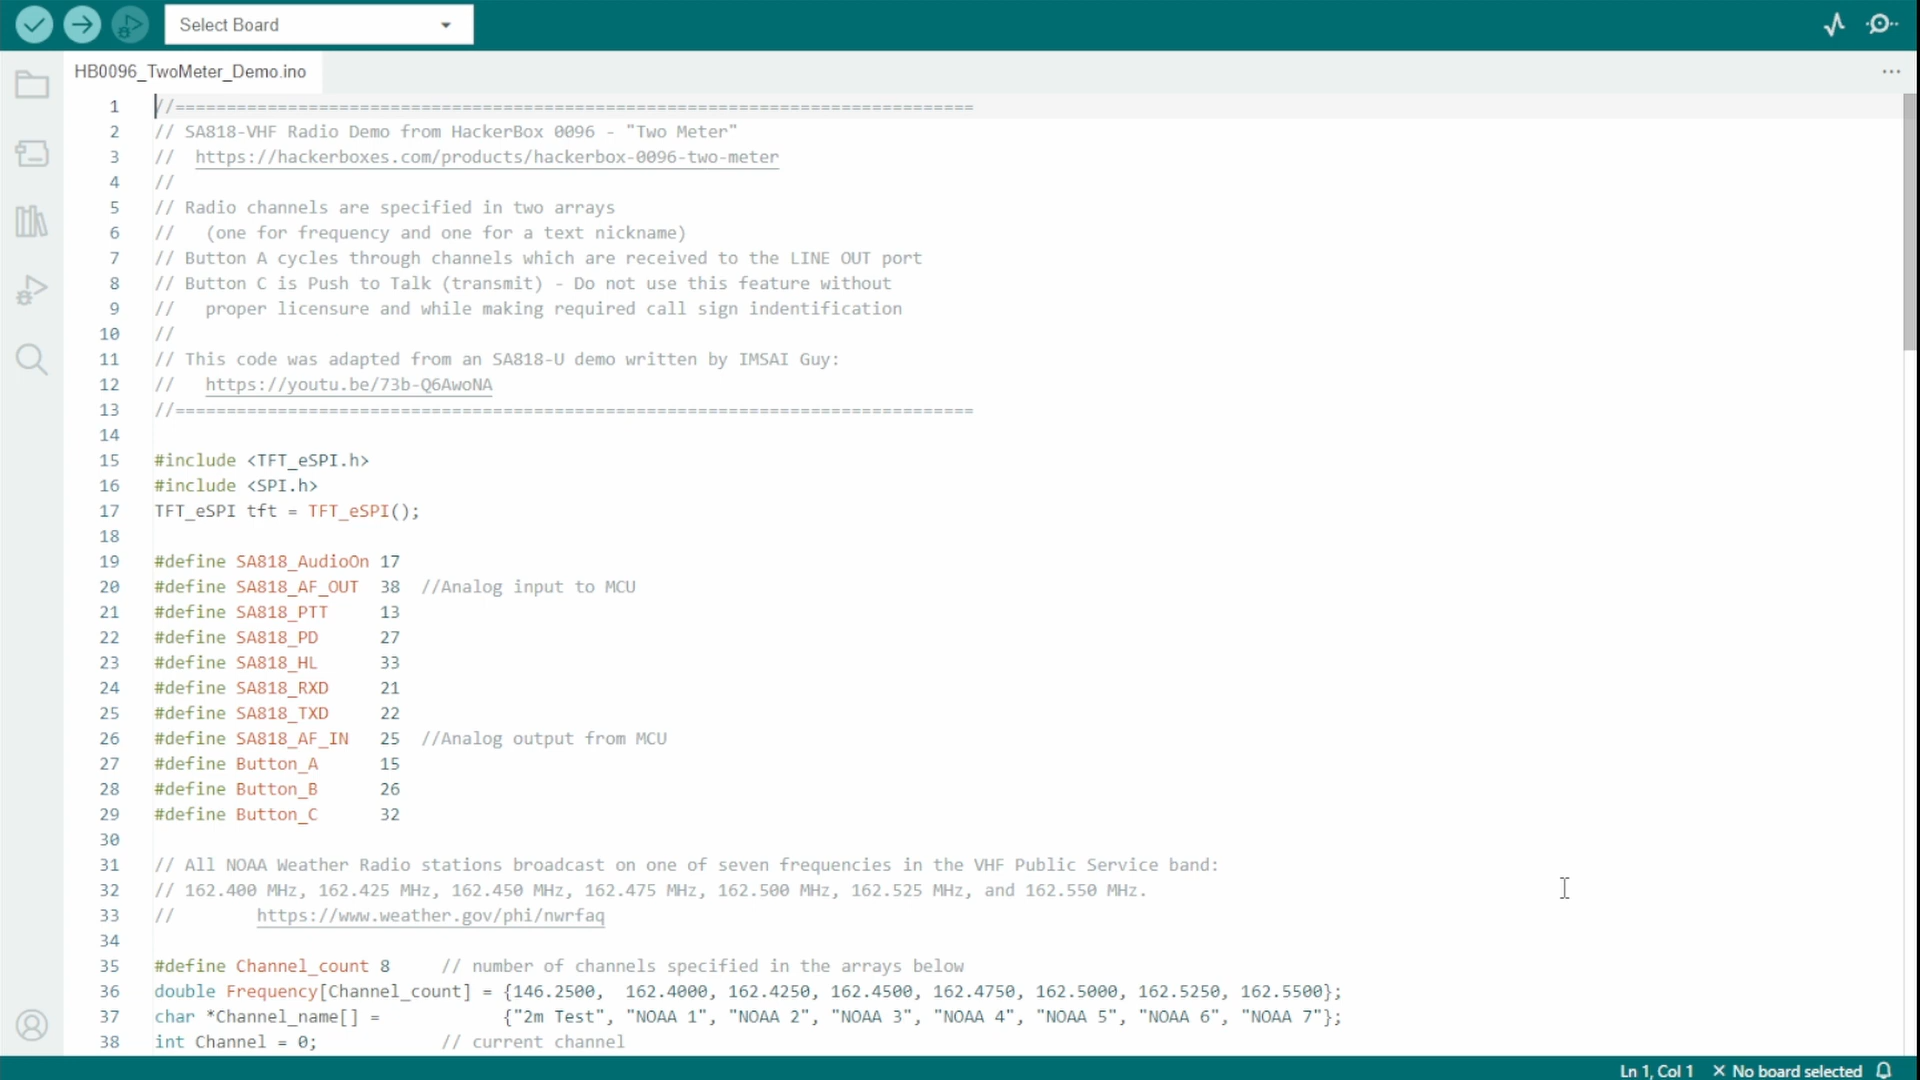 Select Board
HB0096_TwoMeter_Demo.ino
1 //==============================================================================
2 // SA818-VHF Radio Demo from HackerBox 0096 - "Two Meter"
3 //  https://hackerboxes.com/products/hackerbox-0096-two-meter
4 //
5 // Radio channels are specified in two arrays
6 //   (one for frequency and one for a text nickname)
7 // Button A cycles through channels which are received to the LINE OUT port
8 // Button C is Push to Talk (transmit) - Do not use this feature without
9 //   proper licensure and while making required call sign indentification
10 //
11 // This code was adapted from an SA818-U demo written by IMSAI Guy:
12 //   https://youtu.be/73b-Q6AwoNA
13 //==============================================================================
14
15 #include <TFT_eSPI.h>
16 #include <SPI.h>
17 TFT_eSPI tft = TFT_eSPI();
18
19 #define SA818_AudioOn 17
20 #define SA818_AF_OUT  38  //Analog input to MCU
21 #define SA818_PTT     13
22 #define SA818_PD      27
23 #define SA818_HL      33
24 #define SA818_RXD     21
25 #define SA818_TXD     22
26 #define SA818_AF_IN   25  //Analog output from MCU
27 #define Button_A      15
28 #define Button_B      26
29 #define Button_C      32
30
31 // All NOAA Weather Radio stations broadcast on one of seven frequencies in the VHF Public Service band:
32 // 162.400 MHz, 162.425 MHz, 162.450 MHz, 162.475 MHz, 162.500 MHz, 162.525 MHz, and 162.550 MHz.
33 //        https://www.weather.gov/phi/nwrfaq
34
35 #define Channel_count 8     // number of channels specified in the arrays below
36 double Frequency[Channel_count] = {146.2500,  162.4000, 162.4250, 162.4500, 162.4750, 162.5000, 162.5250, 162.5500};
37 char *Channel_name[] =            {"2m Test", "NOAA 1", "NOAA 2", "NOAA 3", "NOAA 4", "NOAA 5", "NOAA 6", "NOAA 7"};
38 int Channel = 0;            // current channel
Ln 1, Col 1 No board selected